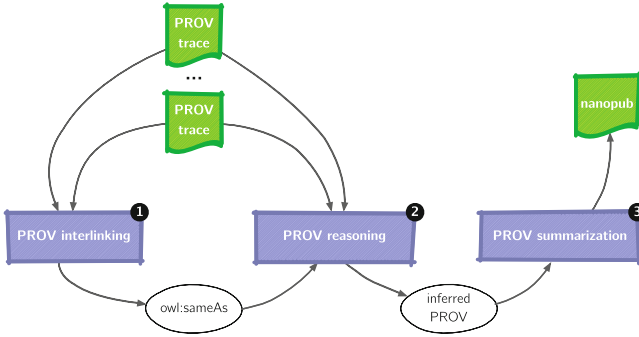 PROV
trace
...
PROV
trace
nanopub
1
2
3
PROV interlinking
PROV reasoning
PROV summarization
owl:sameAs
inferred
PROV